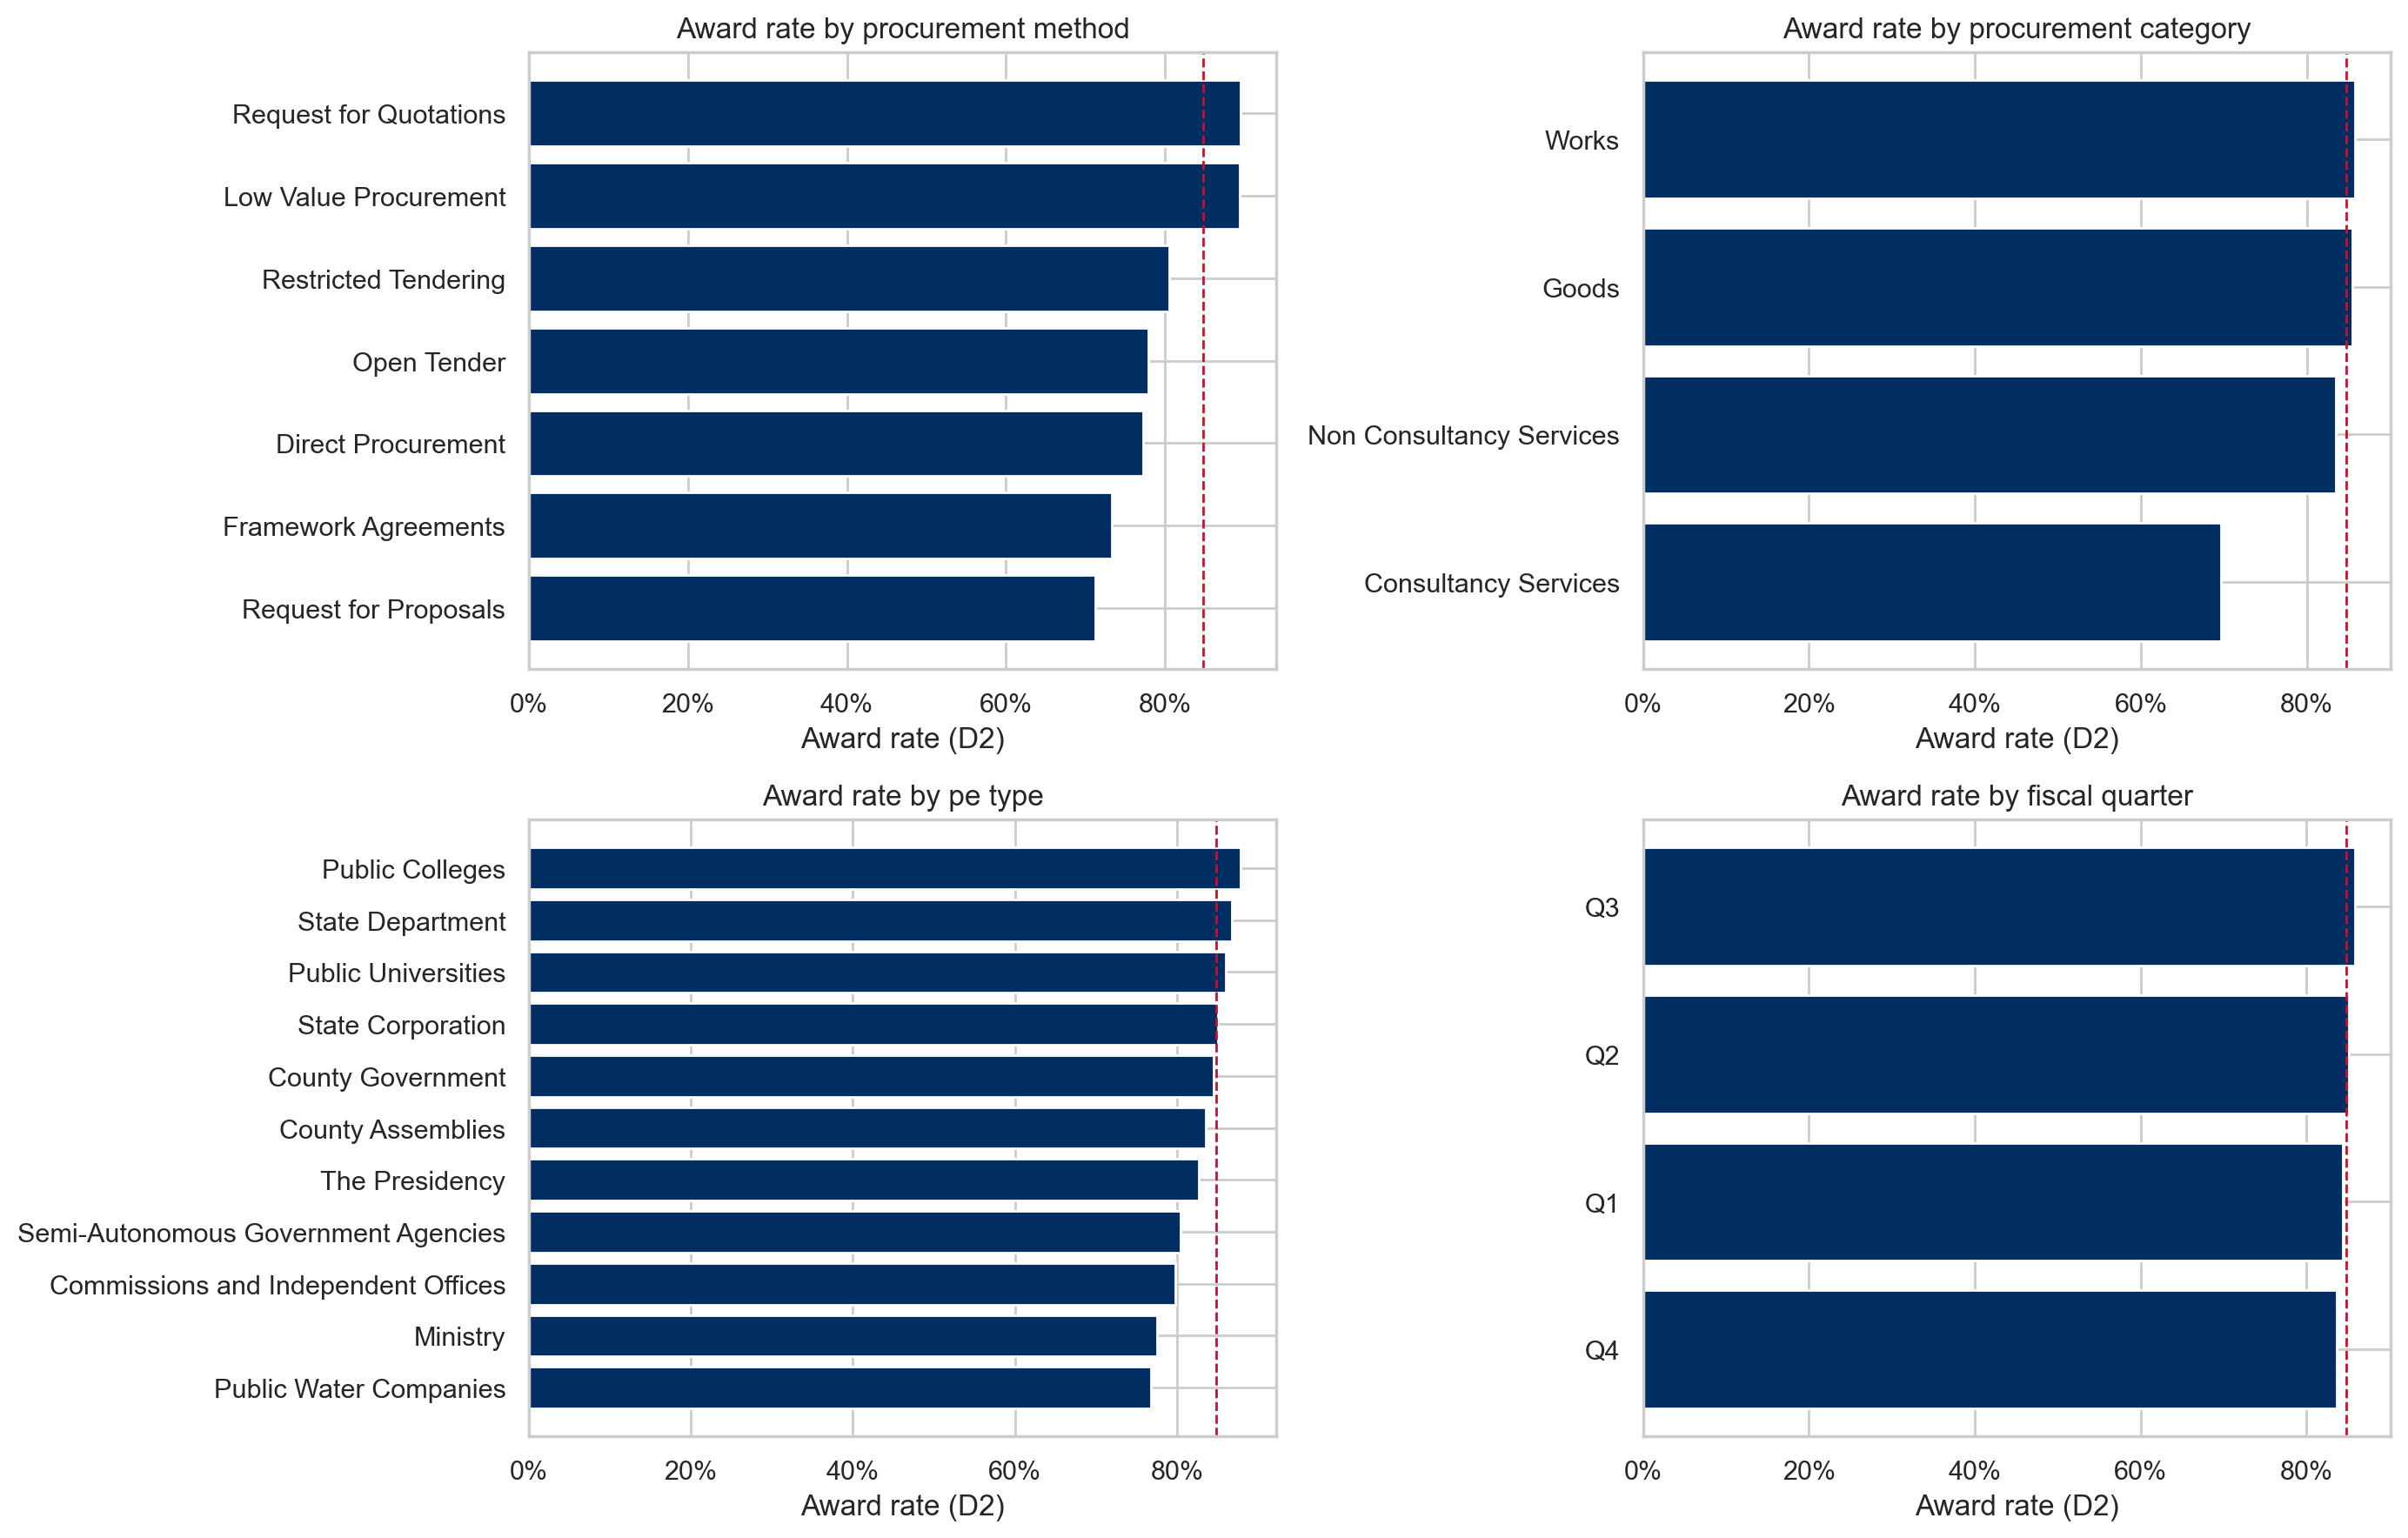 Award rate by procurement method
Request for Quotations
Low Value Procurement
Restricted Tendering
Open Tender
Direct Procurement
Framework Agreements
Request for Proposals
0% 20% 40% 60% 80%
Award rate (D2)
Award rate by procurement category
Works
Goods
Non Consultancy Services
Consultancy Services
0% 20% 40% 60% 80%
Award rate (D2)
Award rate by pe type
Public Colleges
State Department
Public Universities
State Corporation
County Government
County Assemblies
The Presidency
Semi-Autonomous Government Agencies
Commissions and Independent Offices
Ministry
Public Water Companies
0% 20% 40% 60% 80%
Award rate (D2)
Award rate by fiscal quarter
Q3
Q2
Q1
Q4
0% 20% 40% 60% 80%
Award rate (D2)